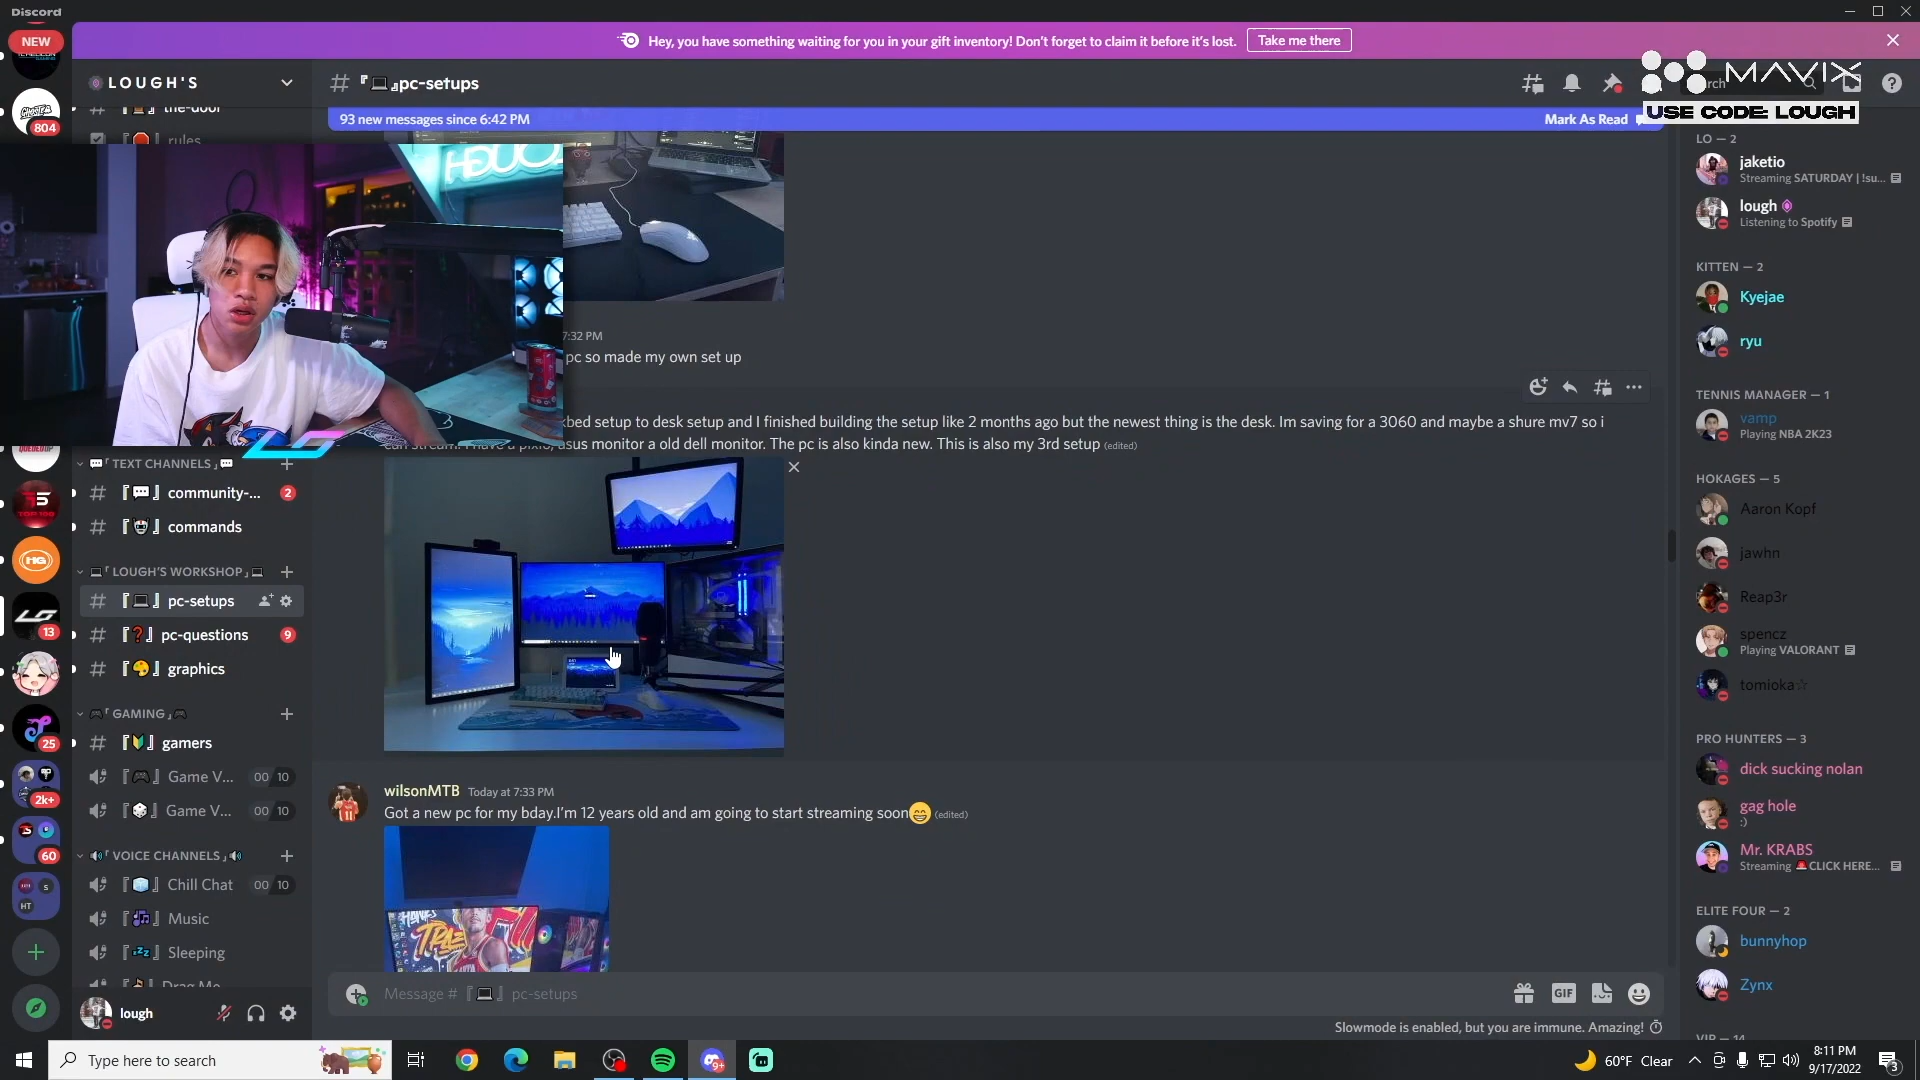 Discord
NEW
Hey, you have something waiting for you in your gift inventory! Don't forget to claim it before it's lost.
Take me there
LOUGH'S
# 『💻』pc-setups
MAVIX
USE CODE: LOUGH
804
the-door
rules
93 new messages since 6:42 PM
Mark As Read
LO — 2
jaketio
Streaming SATURDAY | !su...
lough
Listening to Spotify
KITTEN — 2
Kyejae
ryu
7:32 PM
pc so made my own set up
kbed setup to desk setup and I finished building the setup like 2 months ago but the newest thing is the desk. Im saving for a 3060 and maybe a shure mv7 so i
asus monitor a old dell monitor. The pc is also kinda new. This is also my 3rd setup (edited)
TENNIS MANAGER — 1
vamp
Playing NBA 2K23
HOKAGES — 5
Aaron Kopf
jawhn
Reap3r
spencz
Playing VALORANT
tomioka☆
PRO HUNTERS — 3
dick sucking nolan
gag hole
:)
Mr. KRABS
Streaming 🚨CLICK HERE...
ELITE FOUR — 2
bunnyhop
Zynx
💬『 TEXT CHANNELS 』💬
# 『💬』 community-... 2
# commands
💻『 LOUGH'S WORKSHOP 』💻
13
# 『💻』 pc-setups
# 『❓』 pc-questions 9
# 『🎨』 graphics
🎮『 GAMING 』🎮
25
# 『🔰』 gamers
『🎮』 Game V... 00 10
2k+
『🎲』 Game V... 00 10
60
🔊『 VOICE CHANNELS 』🔊
『🧊』 Chill Chat 00 10
『🎶』 Music
『💤』 Sleeping
Drag Me
HT
wilsonMTB Today at 7:33 PM
Got a new pc for my bday.I'm 12 years old and am going to start streaming soon😄 (edited)
Message # 『💻』 pc-setups
GIF
Slowmode is enabled, but you are immune. Amazing!
lough
Type here to search
9+
60°F Clear
8:11 PM
9/17/2022
3